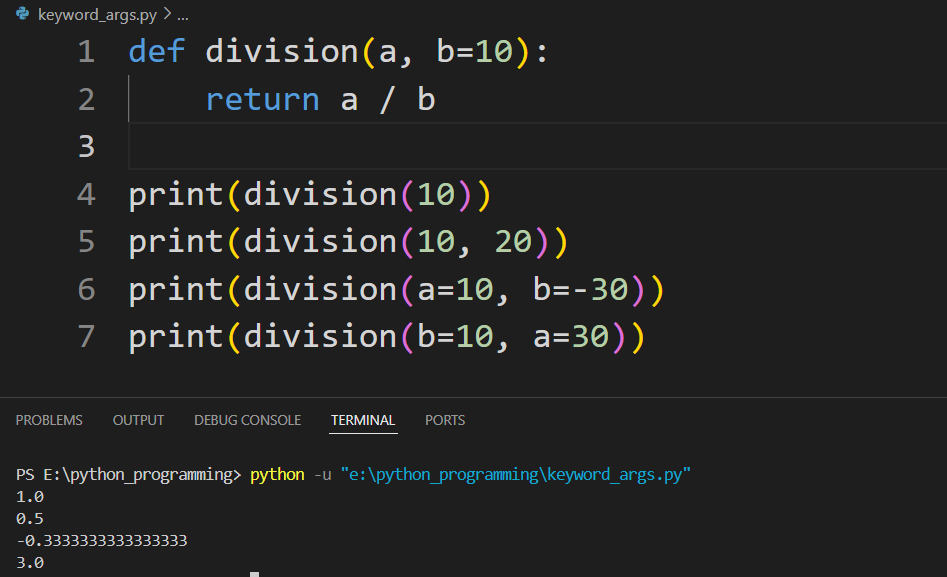 keyword_args.py > ...
1 def division(a, b=10):
2     return a / b
3
4 print(division(10))
5 print(division(10, 20))
6 print(division(a=10, b=-30))
7 print(division(b=10, a=30))
PROBLEMS OUTPUT DEBUG CONSOLE TERMINAL PORTS
PS E:\python_programming> python -u "e:\python_programming\keyword_args.py"
1.0
0.5
-0.3333333333333333
3.0